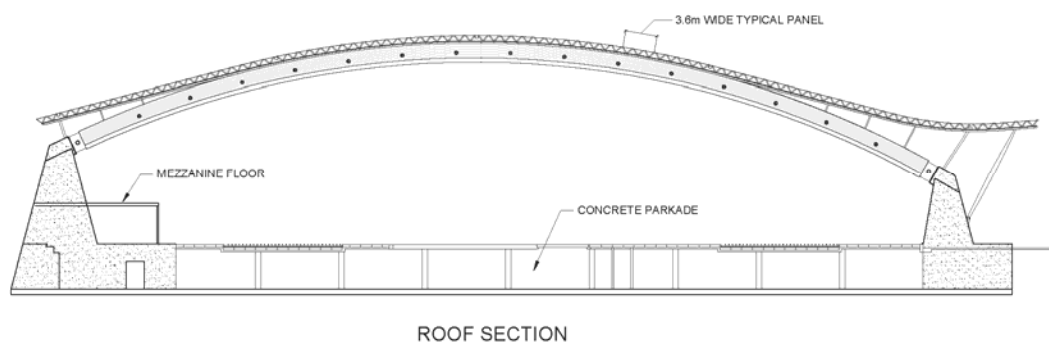 3.6m WIDE TYPICAL PANEL
MEZZANINE FLOOR
CONCRETE PARKADE
ROOF SECTION